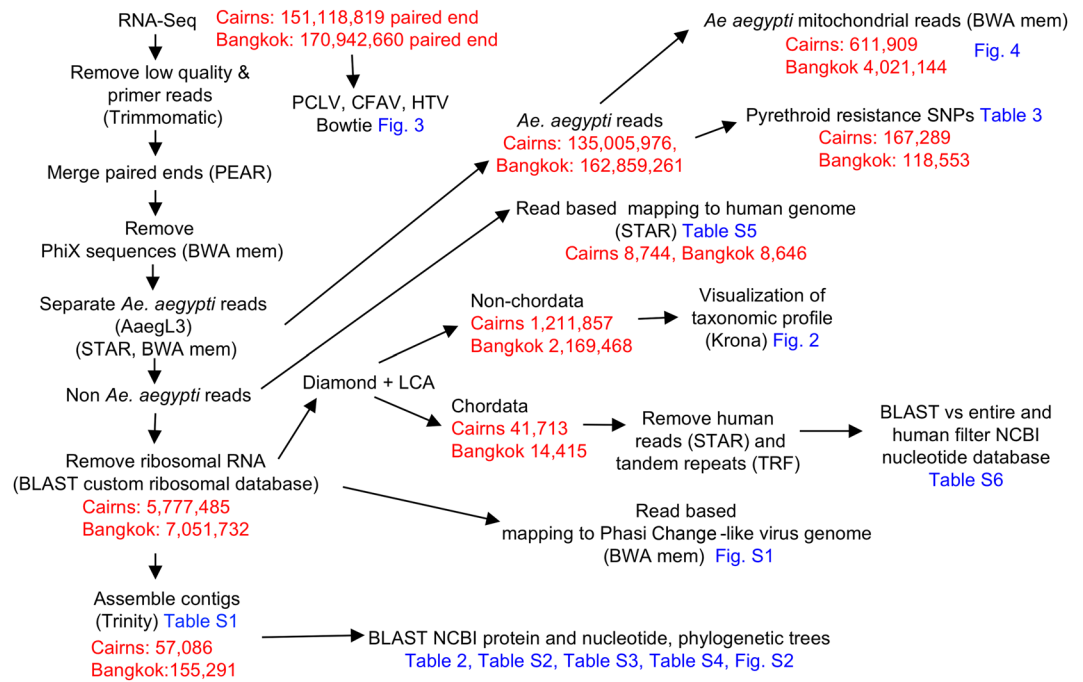 RNA-Seq
Cairns: 151,118,819 paired end
Bangkok: 170,942,660 paired end
Remove low quality &
primer reads
(Trimmomatic)
PCLV, CFAV, HTV
Bowtie Fig. 3
Merge paired ends (PEAR)
Remove
PhiX sequences (BWA mem)
Separate Ae. aegypti reads
(AaegL3)
(STAR, BWA mem)
Non Ae. aegypti reads
Remove ribosomal RNA
(BLAST custom ribosomal database)
Cairns: 5,777,485
Bangkok: 7,051,732
Assemble contigs
(Trinity) Table S1
Cairns: 57,086
Bangkok:155,291
Ae. aegypti reads
Cairns: 135,005,976,
Bangkok: 162,859,261
Ae aegypti mitochondrial reads (BWA mem)
Cairns: 611,909
Bangkok 4,021,144
Fig. 4
Pyrethroid resistance SNPs Table 3
Cairns: 167,289
Bangkok: 118,553
Read based mapping to human genome
(STAR) Table S5
Cairns 8,744, Bangkok 8,646
Diamond + LCA
Non-chordata
Cairns 1,211,857
Bangkok 2,169,468
Visualization of
taxonomic profile
(Krona) Fig. 2
Chordata
Cairns 41,713
Bangkok 14,415
Remove human
reads (STAR) and
tandem repeats (TRF)
BLAST vs entire and
human filter NCBI
nucleotide database
Table S6
Read based
mapping to Phasi Change-like virus genome
(BWA mem) Fig. S1
BLAST NCBI protein and nucleotide, phylogenetic trees
Table 2, Table S2, Table S3, Table S4, Fig. S2